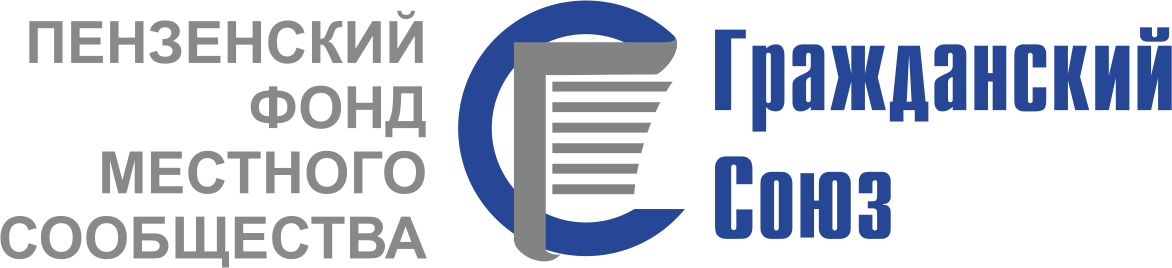 ПЕНЗЕНСКИЙ
ФОНД
МЕСТНОГО
СООБЩЕСТВА
Гражданский
Союз